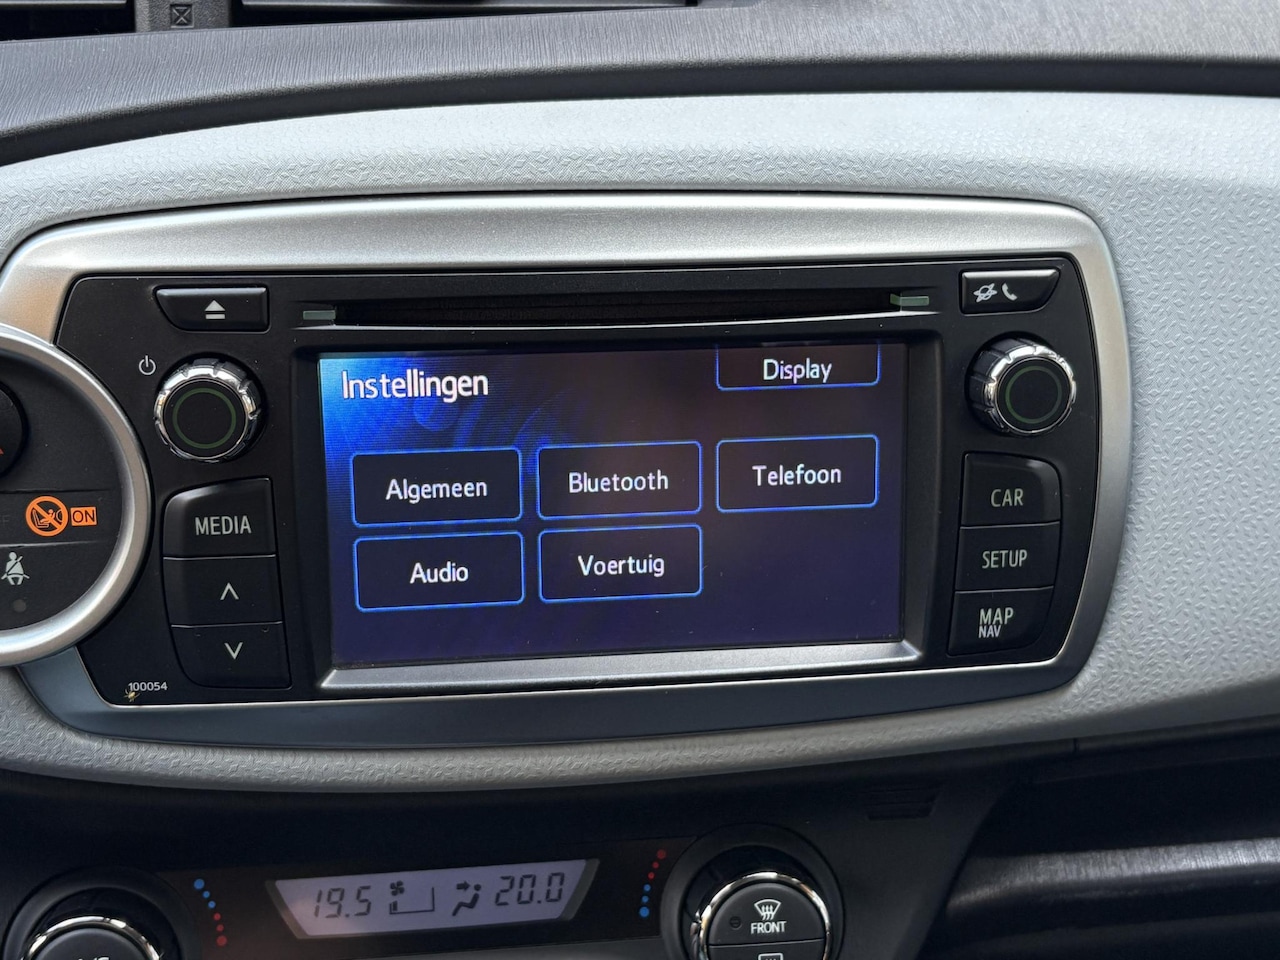 Instellingen
Display
Algemeen
Bluetooth
Telefoon
Audio
Voertuig
MEDIA
CAR
SETUP
MAP
NAV
ON
100054
19.5
20.0
FRONT